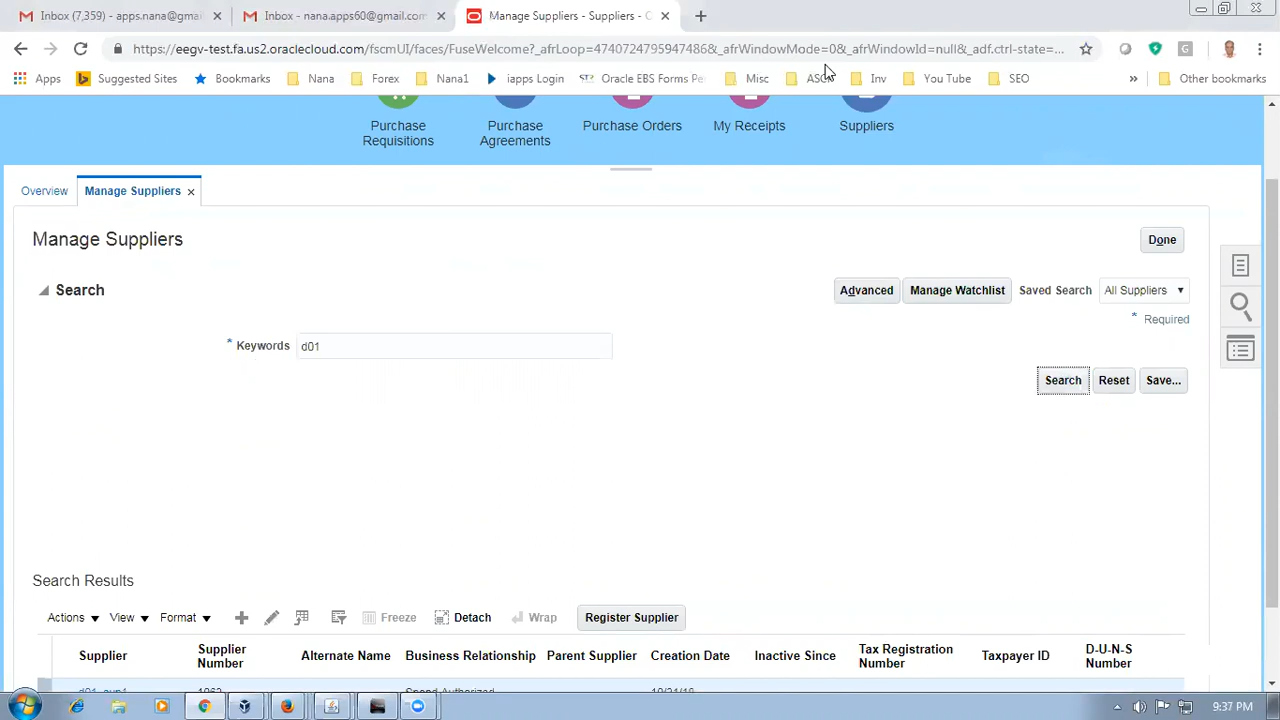 Inbox (7,359) - apps.nana@gmai
Inbox - nana.apps60@gmail.com
Manage Suppliers - Suppliers - O
https://eegv-test.fa.us2.oraclecloud.com/fscmUI/faces/FuseWelcome?_afrLoop=47407247959474868&_afrWindowMode=0&_afrWindowId=null&_adf.ctrl-state=...
Apps Suggested Sites Bookmarks Nana Forex Nana1 iapps Login Oracle EBS Forms Pe Misc Inv You Tube SEO » Other bookmarks
Purchase Requisitions
Purchase Agreements
Purchase Orders
My Receipts
Suppliers
Overview
Manage Suppliers
Manage Suppliers
Done
Search
Advanced
Manage Watchlist
Saved Search All Suppliers
* Required
* Keywords d01
Search
Reset
Save...
Search Results
Actions View Format Freeze Detach Wrap Register Supplier
Supplier
Supplier Number
Alternate Name
Business Relationship
Parent Supplier
Creation Date
Inactive Since
Tax Registration Number
Taxpayer ID
D-U-N-S Number
9:37 PM